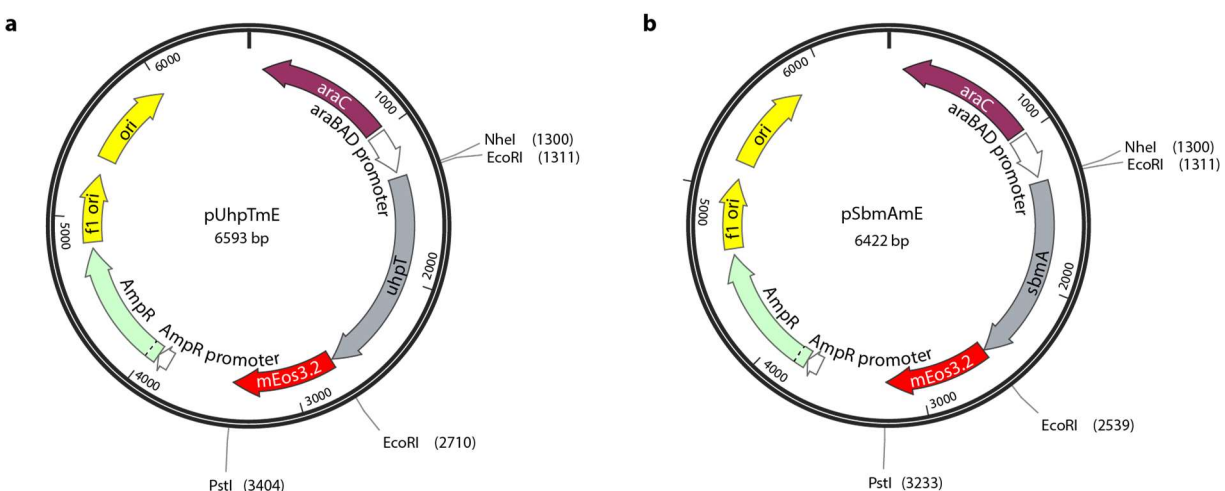 a
6000
araC
1000
araBAD promoter
NheI (1300)
EcoRI (1311)
ori
f1 ori
5000
pUhpTmE
6593 bp
uhpT
2000
AmpR
AmpR promoter
mEos3.2
4000
3000
EcoRI (2710)
PstI (3404)
b
6000
araC
1000
araBAD promoter
NheI (1300)
EcoRI (1311)
ori
f1 ori
5000
pSbmAmE
6422 bp
sbmA
2000
AmpR
AmpR promoter
mEos3.2
4000
3000
EcoRI (2539)
PstI (3233)